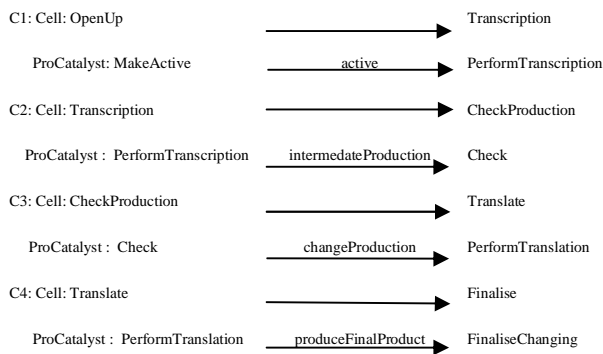 C1: Cell: OpenUp Transcription
ProCatalyst: MakeActive active PerformTranscription
C2: Cell: Transcription CheckProduction
ProCatalyst : PerformTranscription intermedateProduction Check
C3: Cell: CheckProduction Translate
ProCatalyst : Check changeProduction PerformTranslation
C4: Cell: Translate Finalise
ProCatalyst : PerformTranslation produceFinalProduct FinaliseChanging